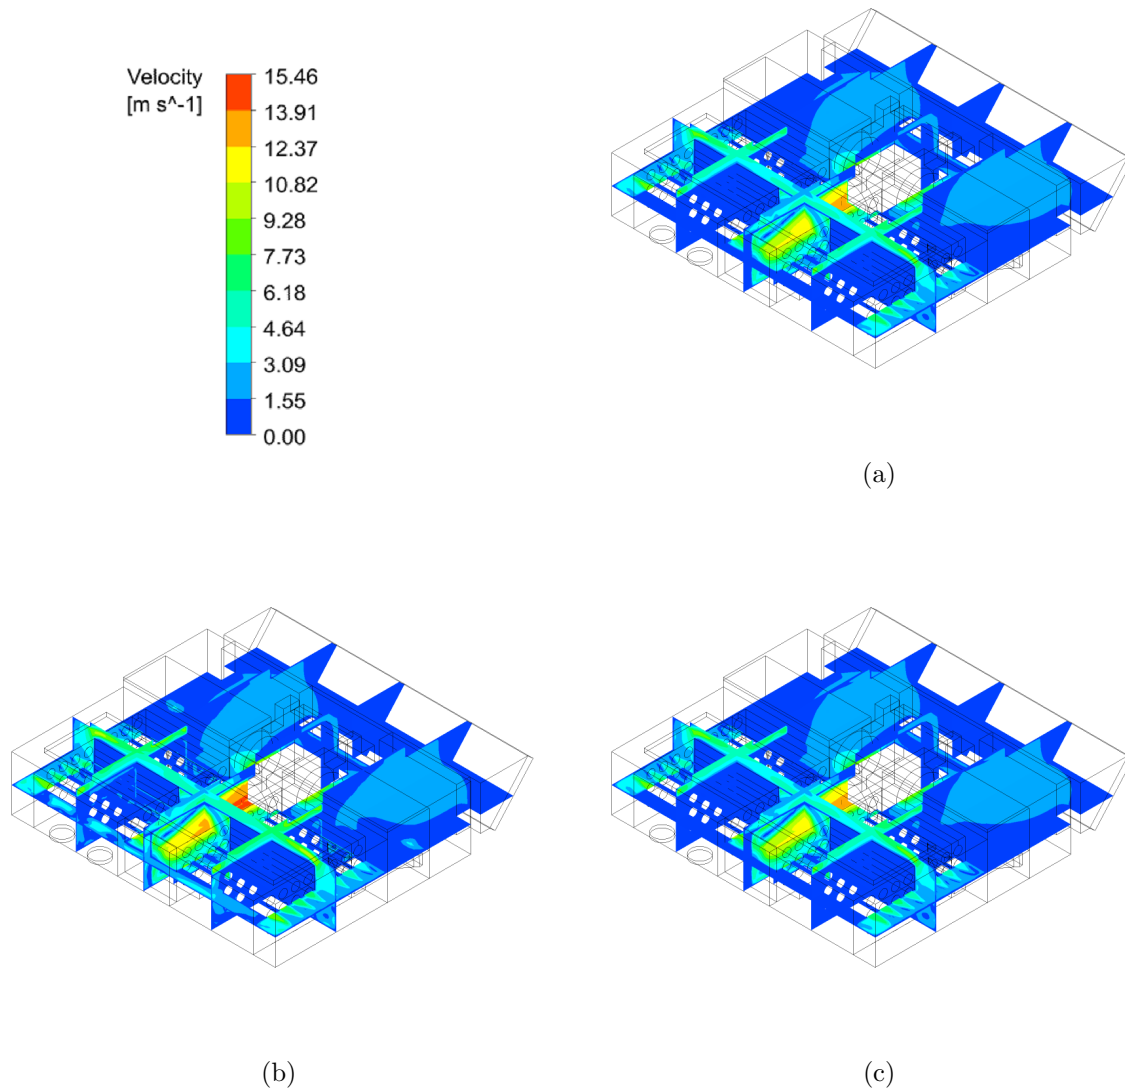 Velocity
[m s^-1]
15.46
13.91
12.37
10.82
9.28
7.73
6.18
4.64
3.09
1.55
0.00
(a)
(b)
(c)